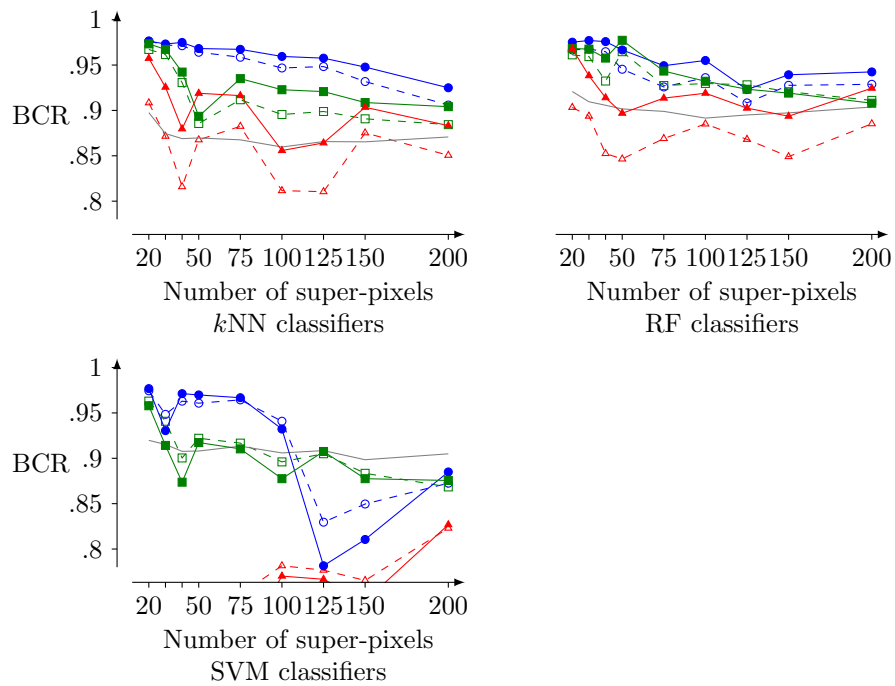 1
.95
.9
.85
.8
BCR
20 50 75 100 125 150 200
Number of super-pixels
kNN classifiers
20 50 75 100 125 150 200
Number of super-pixels
RF classifiers
1
.95
.9
.85
.8
BCR
20 50 75 100 125 150 200
Number of super-pixels
SVM classifiers